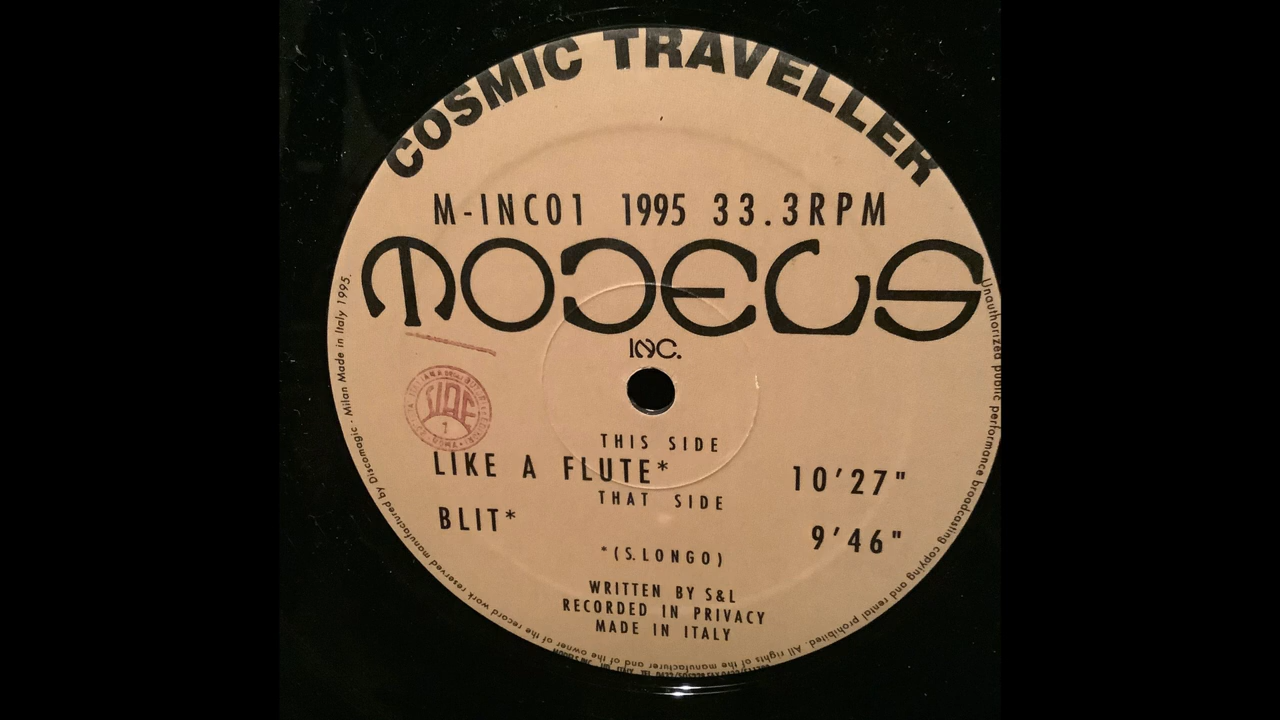 COSMIC TRAVELLER
M-INC01 1995 33.3RPM
MODELS
INC.
SIAE
ROMA
THIS SIDE
LIKE A FLUTE* 10'27"
THAT SIDE
BLIT* 9'46"
*(S.LONGO)
WRITTEN BY S&L
RECORDED IN PRIVACY
MADE IN ITALY
manufactured by Discomagic - Milan Made in Italy 1995.
Unauthorized public performance broadcasting copying and rental prohibited. All rights of the manufacturer and of the owner of the record work reserved